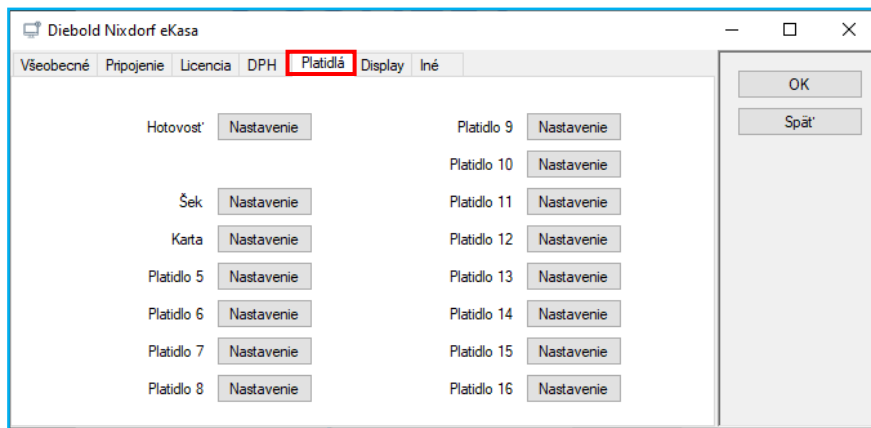 Diebold Nixdorf eKasa
Všeobecné Pripojenie Licencia DPH Platidlá Display Iné
OK
Späť
Hotovosť Nastavenie Platidlo 9 Nastavenie
Platidlo 10 Nastavenie
Šek Nastavenie Platidlo 11 Nastavenie
Karta Nastavenie Platidlo 12 Nastavenie
Platidlo 5 Nastavenie Platidlo 13 Nastavenie
Platidlo 6 Nastavenie Platidlo 14 Nastavenie
Platidlo 7 Nastavenie Platidlo 15 Nastavenie
Platidlo 8 Nastavenie Platidlo 16 Nastavenie